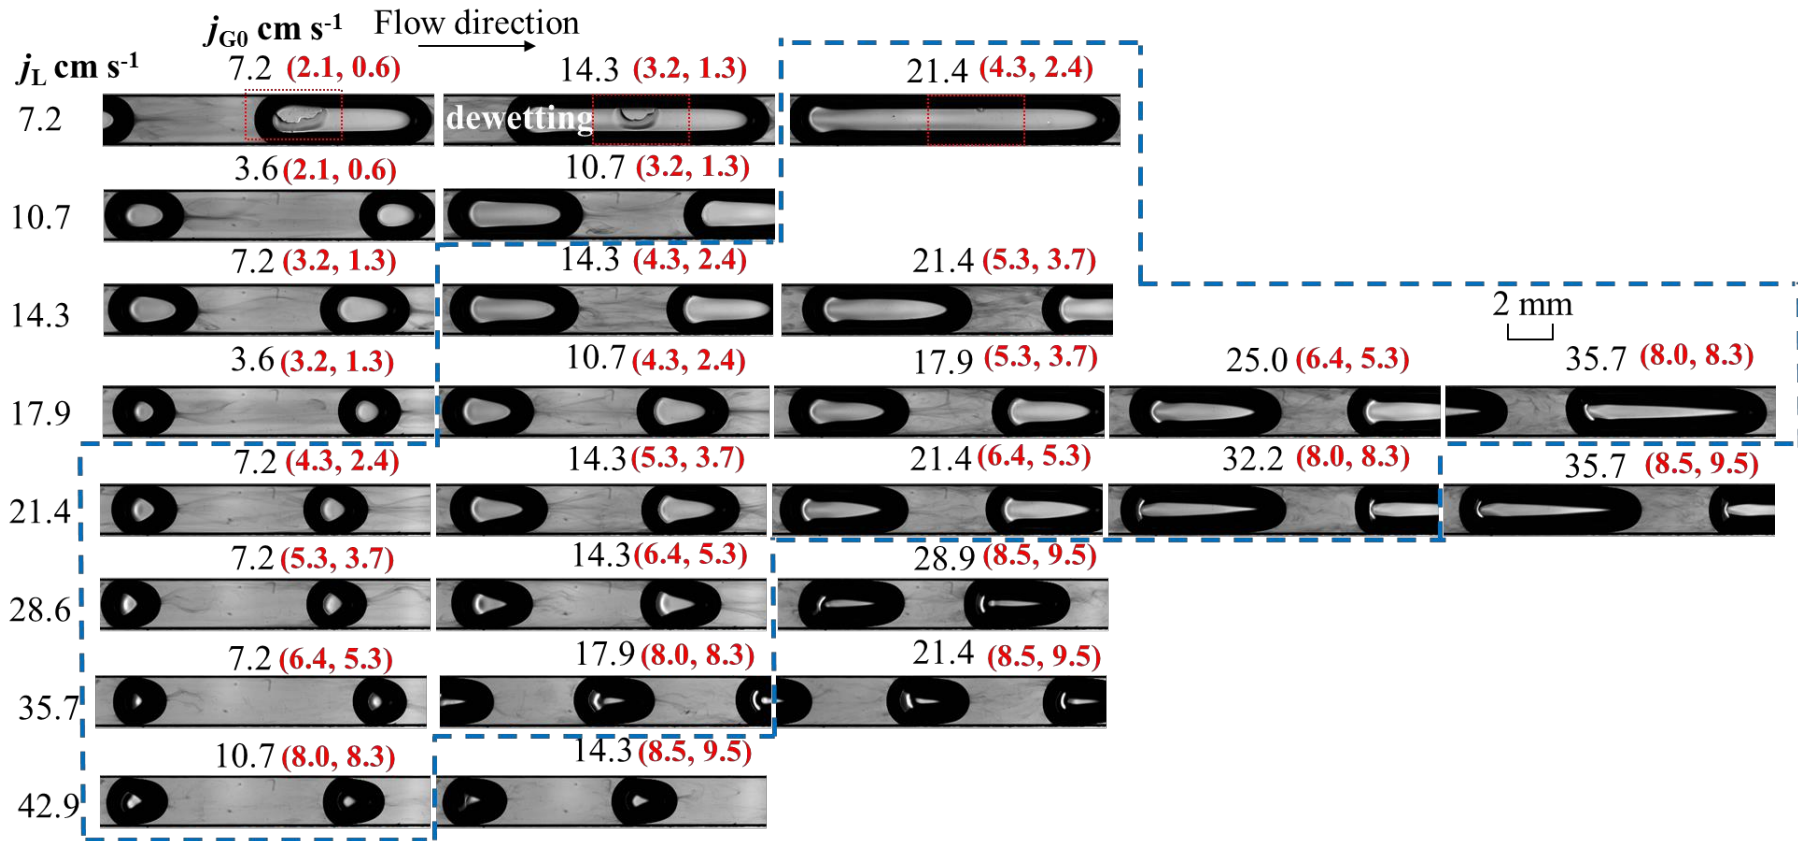 j_G0 cm s⁻¹ Flow direction
j_L cm s⁻¹ 7.2 (2.1, 0.6) 14.3 (3.2, 1.3) 21.4 (4.3, 2.4)
7.2 dewetting
3.6 (2.1, 0.6) 10.7 (3.2, 1.3)
10.7
7.2 (3.2, 1.3) 14.3 (4.3, 2.4) 21.4 (5.3, 3.7)
14.3 2 mm
3.6 (3.2, 1.3) 10.7 (4.3, 2.4) 17.9 (5.3, 3.7) 25.0 (6.4, 5.3) 35.7 (8.0, 8.3)
17.9
7.2 (4.3, 2.4) 14.3 (5.3, 3.7) 21.4 (6.4, 5.3) 32.2 (8.0, 8.3) 35.7 (8.5, 9.5)
21.4
7.2 (5.3, 3.7) 14.3 (6.4, 5.3) 28.9 (8.5, 9.5)
28.6
7.2 (6.4, 5.3) 17.9 (8.0, 8.3) 21.4 (8.5, 9.5)
35.7
10.7 (8.0, 8.3) 14.3 (8.5, 9.5)
42.9